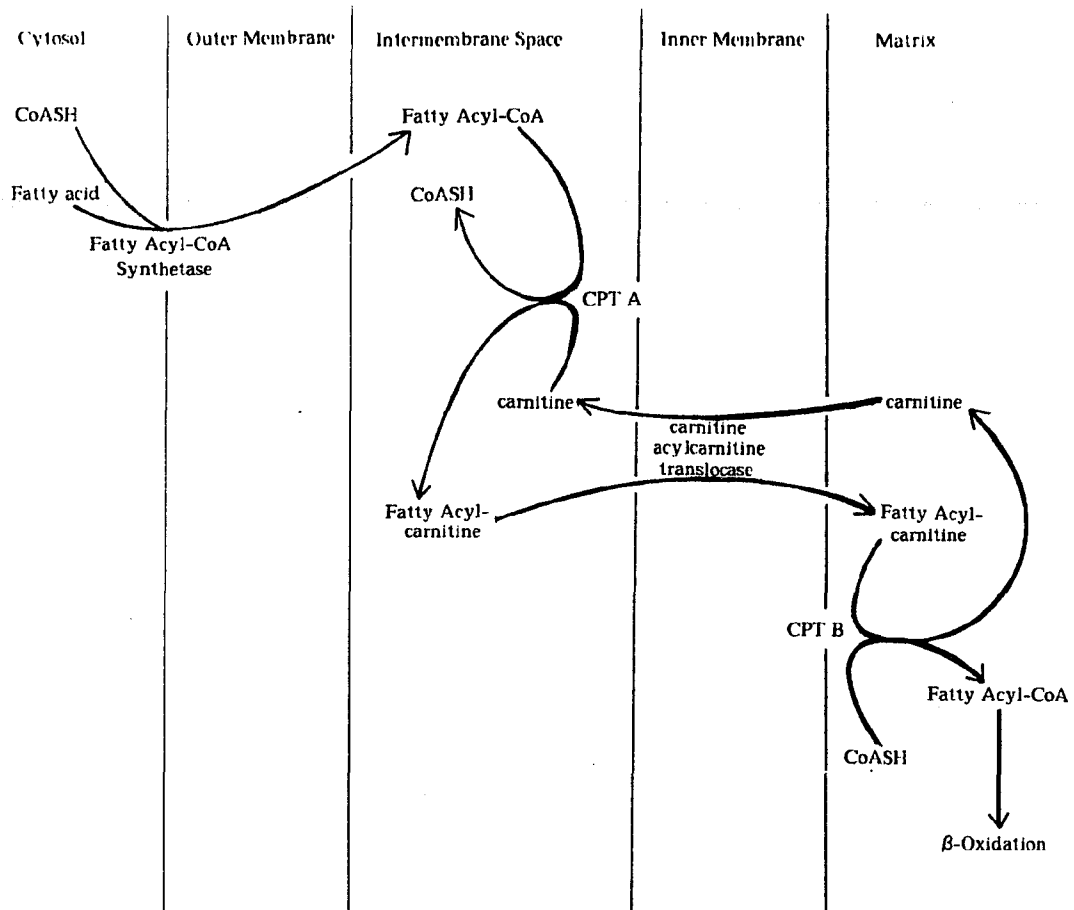 Cytosol
Outer Membrane
Intermembrane Space
Inner Membrane
Matrix
CoASH
Fatty Acyl-CoA
Fatty acid
CoASH
Fatty Acyl-CoA
Synthetase
CPT A
carnitine
carnitine
carnitine
acylcarnitine
translocase
Fatty Acyl-
carnitine
Fatty Acyl-
carnitine
CPT B
Fatty Acyl-CoA
CoASH
β-Oxidation